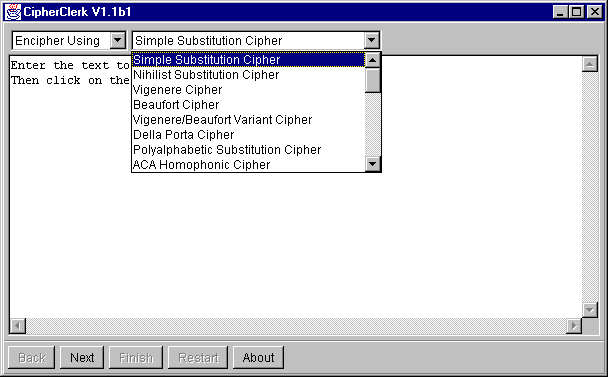 CipherClerk V1.1b1
Encipher Using Simple Substitution Cipher
Enter the text to
Then click on the
Simple Substitution Cipher
Nihilist Substitution Cipher
Vigenere Cipher
Beaufort Cipher
Vigenere/Beaufort Variant Cipher
Della Porta Cipher
Polyalphabetic Substitution Cipher
ACA Homophonic Cipher
Back Next Finish Restart About